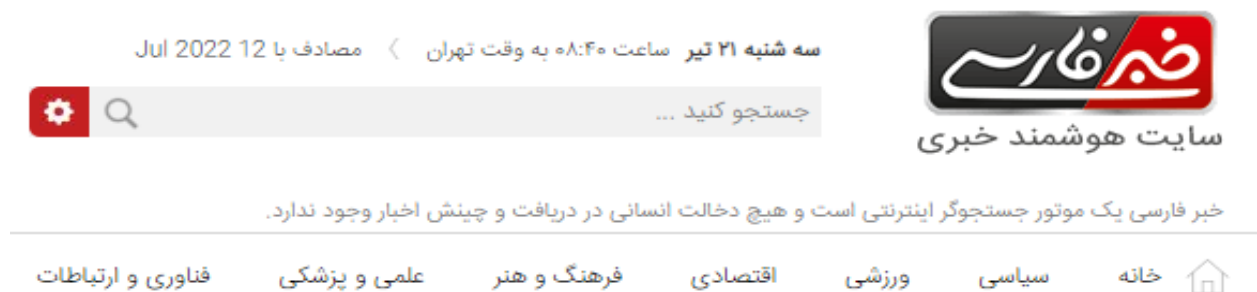 خبر فارسی
سایت هوشمند خبری
سه شنبه ۲۱ تیر ساعت ۰۸:۴۰ به وقت تهران 〉 مصادف با 12 Jul 2022
جستجو کنید ...
خبر فارسی یک موتور جستجوگر اینترنتی است و هیچ دخالت انسانی در دریافت و چینش اخبار وجود ندارد.
خانه سیاسی ورزشی اقتصادی فرهنگ و هنر علمی و پزشکی فناوری و ارتباطات